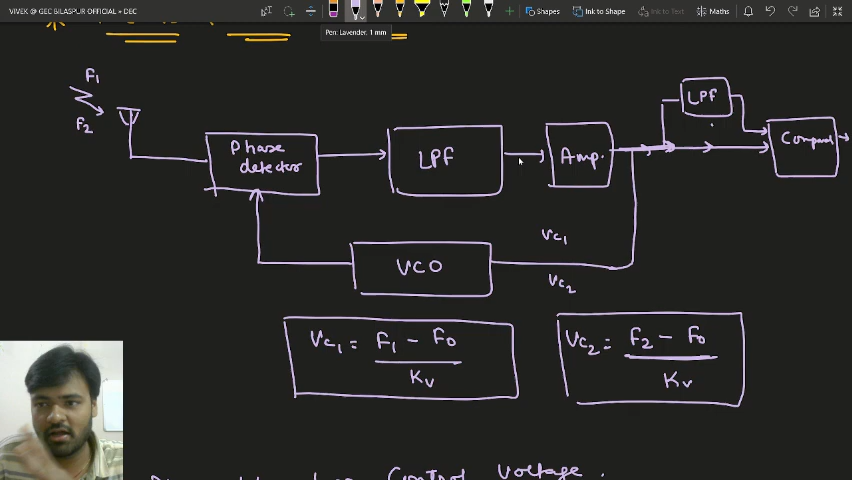 VIVEK @ GEC BILASPUR OFFICIAL + DEC
Shapes
Ink to Shape
Ink to Text
Maths
Pen: Lavender, 1 mm
F1
F2
Phase
detector
LPF
Amp.
LPF
VCO
Vc1
Vc2
Vc1 = F1 - F0
Kv
Vc2 = F2 - F0
Kv
Control Voltage.